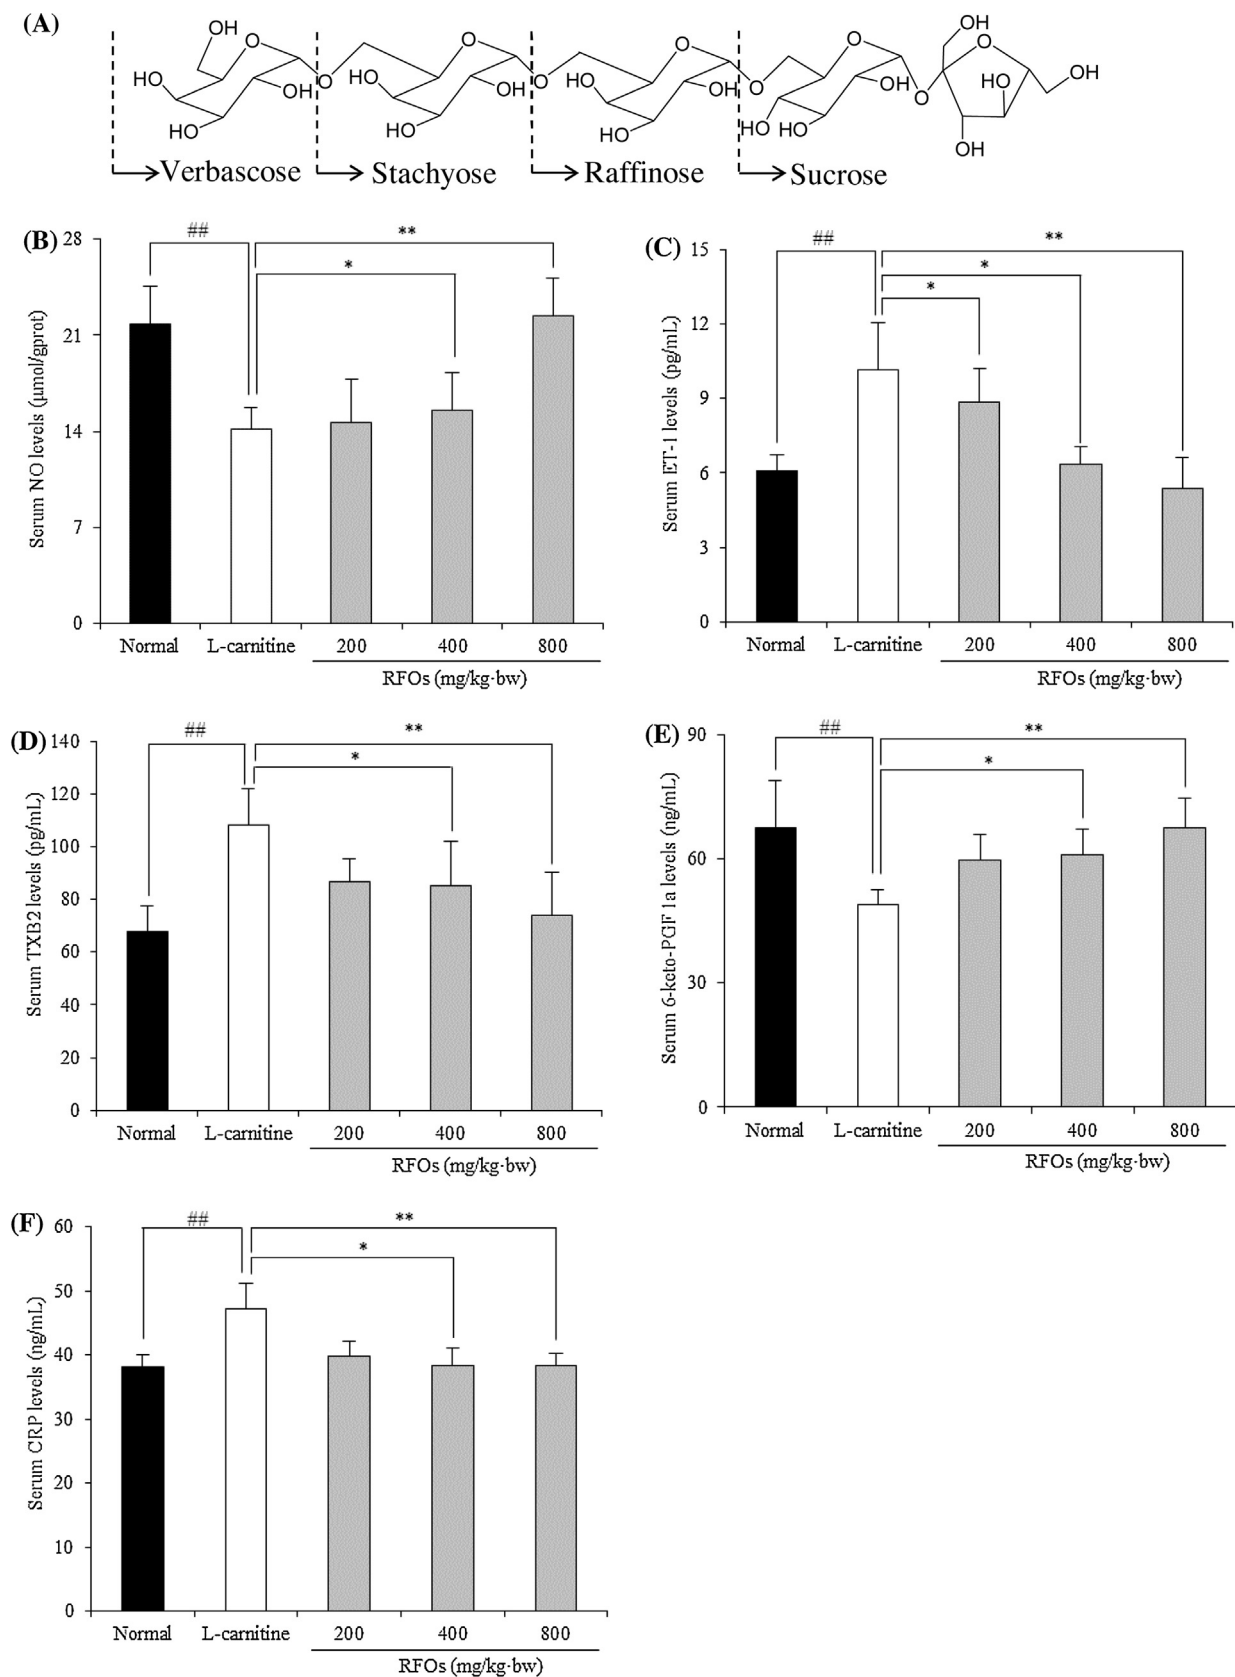 (A)
OH
O
HO
HO
OH
O
O
HO
HO
OH
O
O
HO
HO
OH
O
O
HO
HO
OH
O
OH
O
HO
OH
OH
Verbascose
Stachyose
Raffinose
Sucrose
(B)
Serum NO levels (μmol/gprot)
28
21
14
7
0
##
**
*
Normal
L-carnitine
200
400
800
RFOs (mg/kg·bw)
(C)
Serum ET-1 levels (pg/mL)
15
12
9
6
3
0
##
**
*
*
Normal
L-carnitine
200
400
800
RFOs (mg/kg·bw)
(D)
Serum TXB2 levels (pg/mL)
140
120
100
80
60
40
20
0
##
**
*
Normal
L-carnitine
200
400
800
RFOs (mg/kg·bw)
(E)
Serum 6-keto-PGF 1a levels (ng/mL)
90
60
30
0
##
**
*
Normal
L-carnitine
200
400
800
RFOs (mg/kg·bw)
(F)
Serum CRP levels (ng/mL)
60
50
40
30
20
10
0
##
**
*
Normal
L-carnitine
200
400
800
RFOs (mg/kg·bw)